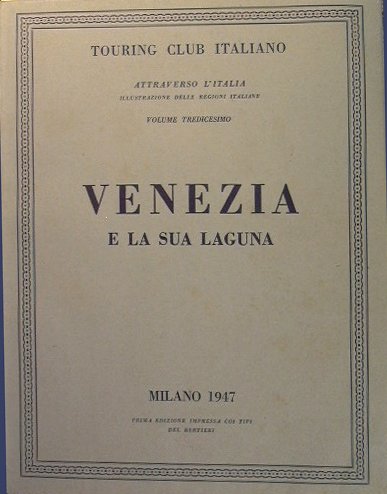 TOURING CLUB ITALIANO
ATTRAVERSO L'ITALIA
ILLUSTRAZIONE DELLE REGIONI ITALIANE
VOLUME TREDICESIMO
VENEZIA
E LA SUA LAGUNA
MILANO 1947
PRIMA EDIZIONE IMPRESSA COI TIPI
DEL BERTIERI